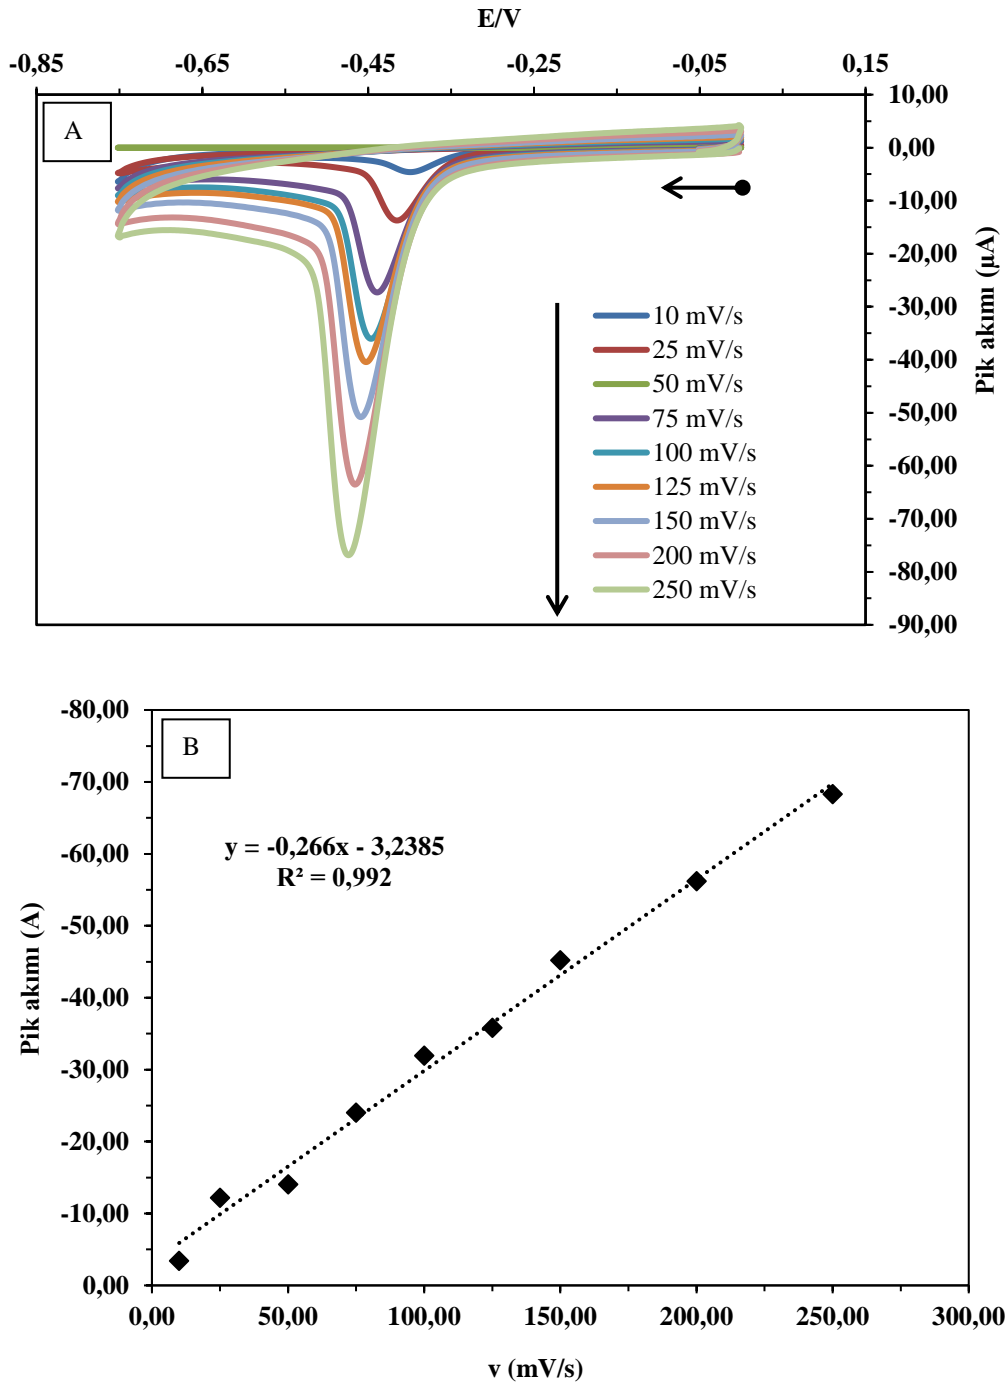 E/V
-0,85 -0,65 -0,45 -0,25 -0,05 0,15
A
10,00
0,00
-10,00
-20,00
-30,00
-40,00
-50,00
-60,00
-70,00
-80,00
-90,00
Pik akımı (µA)
10 mV/s
25 mV/s
50 mV/s
75 mV/s
100 mV/s
125 mV/s
150 mV/s
200 mV/s
250 mV/s
B
-80,00
-70,00
-60,00
-50,00
-40,00
-30,00
-20,00
-10,00
0,00
Pik akımı (A)
y = -0,266x - 3,2385
R² = 0,992
0,00 50,00 100,00 150,00 200,00 250,00 300,00
v (mV/s)